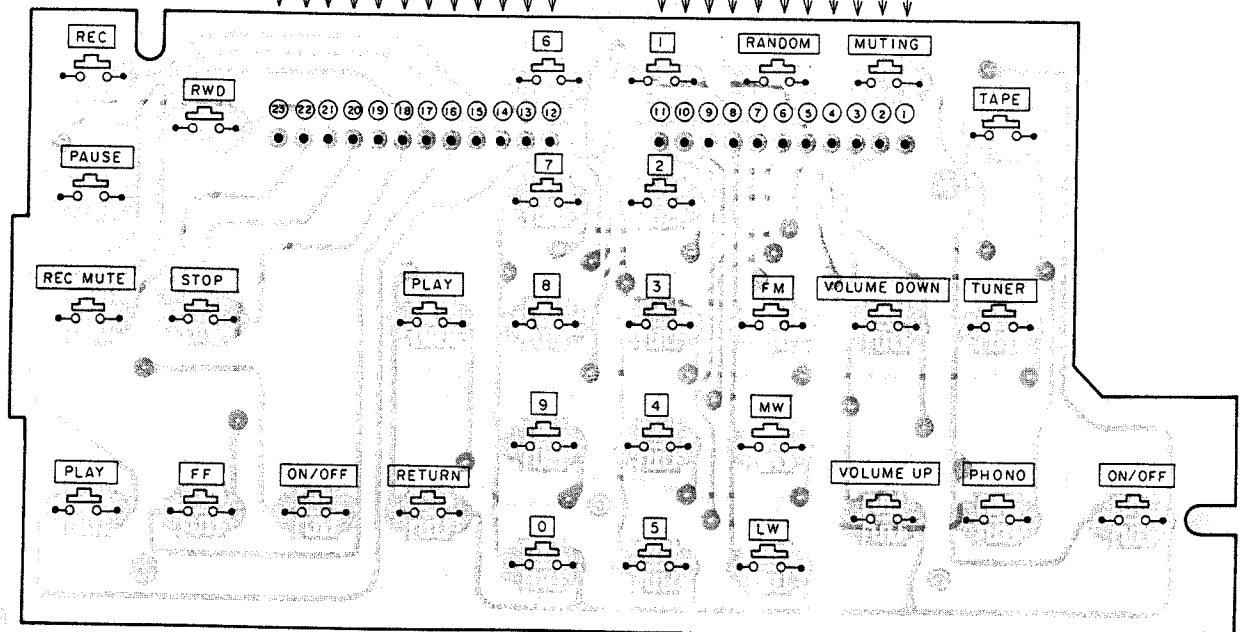 REC
6
1
RANDOM
MUTING
RWD
TAPE
23 22 21 20 19 18 17 16 15 14 13 12
11 10 9 8 7 6 5 4 3 2 1
PAUSE
7
2
REC MUTE
STOP
PLAY
8
3
FM
VOLUME DOWN
TUNER
9
4
MW
PLAY
FF
ON/OFF
RETURN
VOLUME UP
PHONO
ON/OFF
0
5
LW